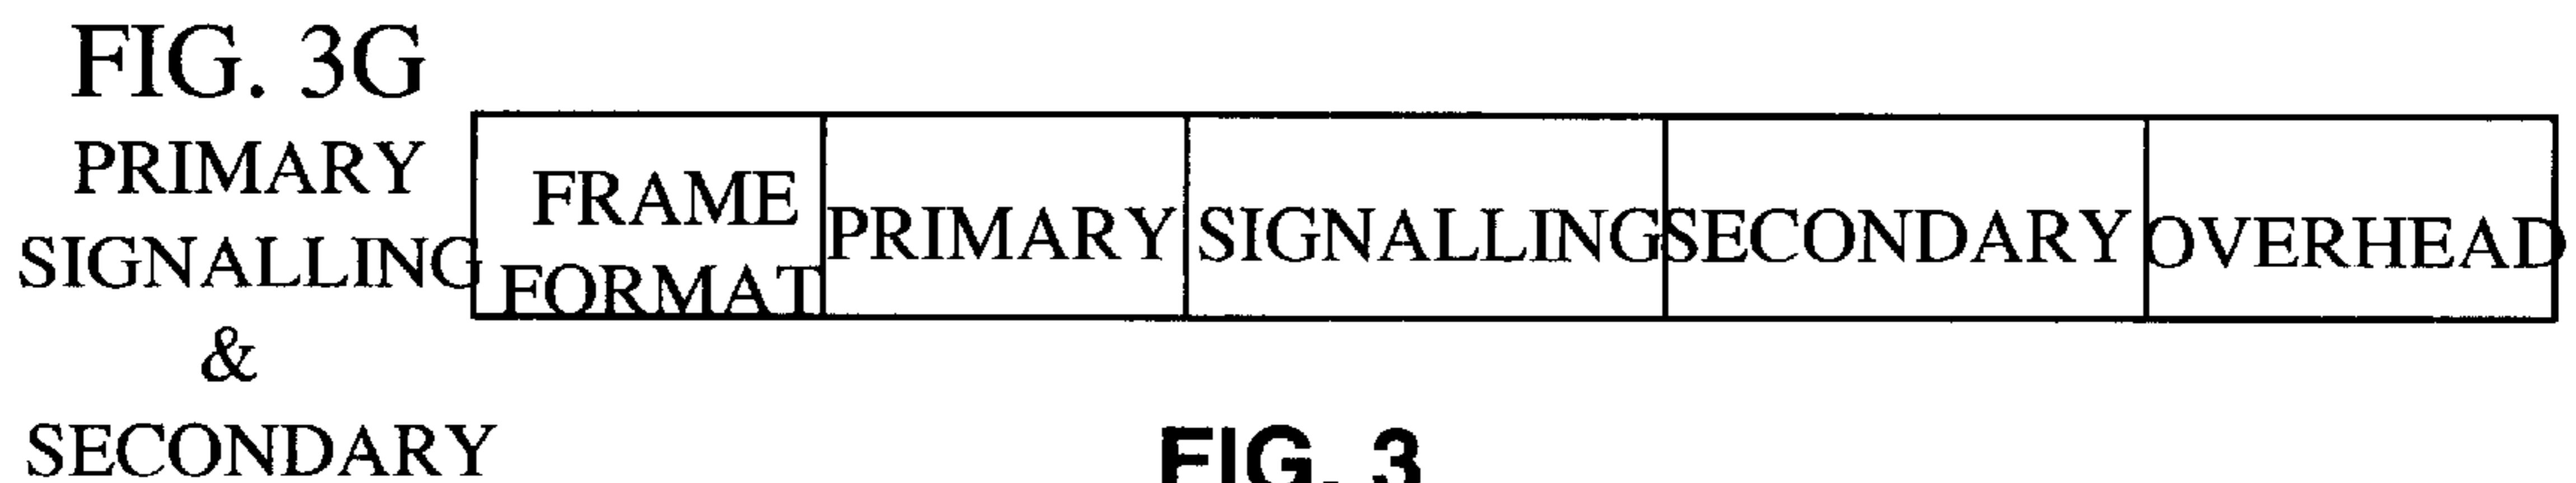 FIG. 3G
PRIMARY
SIGNALLING
&
SECONDARY
FRAME
FORMAT
PRIMARY
SIGNALLING
SECONDARY
OVERHEAD
FIG. 3